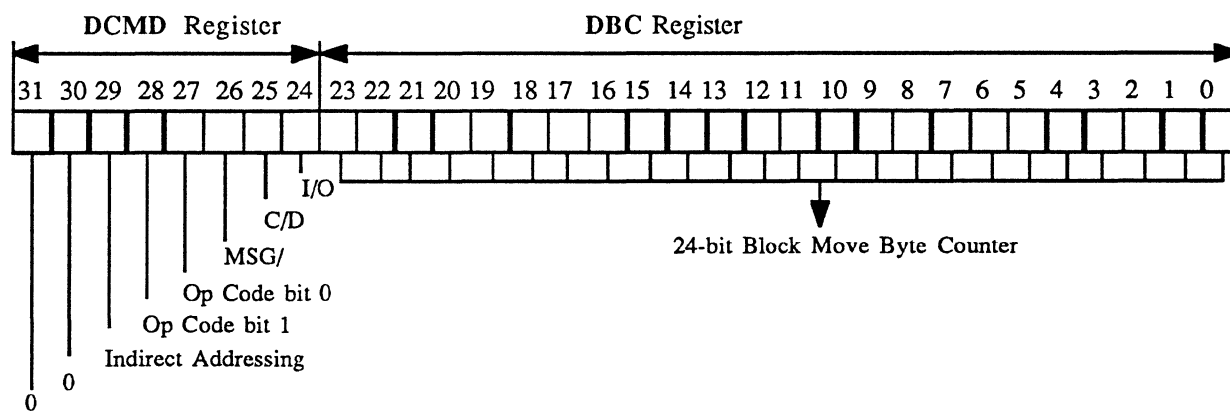 DCMD Register DBC Register
31 30 29 28 27 26 25 24 23 22 21 20 19 18 17 16 15 14 13 12 11 10 9 8 7 6 5 4 3 2 1 0
I/O
C/D
24-bit Block Move Byte Counter
MSG/
Op Code bit 0
Op Code bit 1
Indirect Addressing
0
0